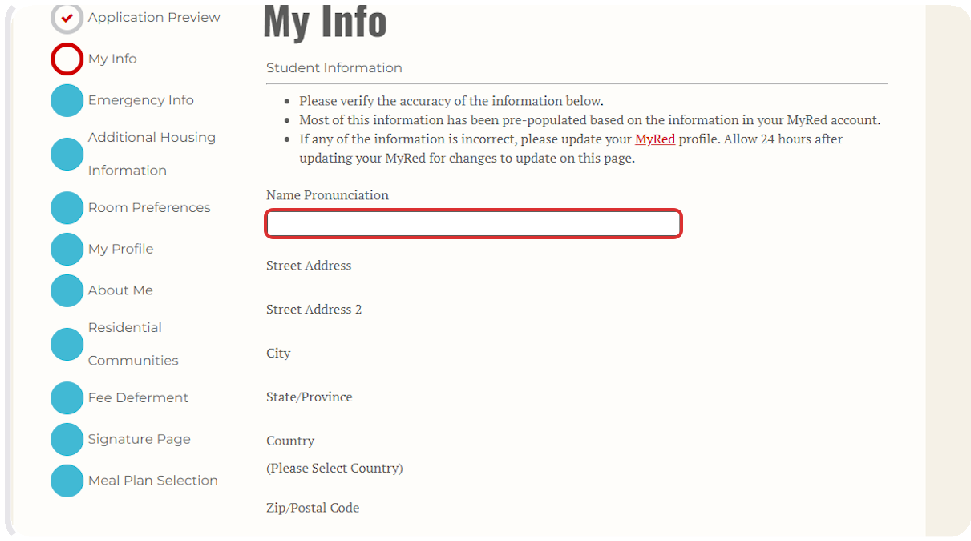 Application Preview
My Info
Emergency Info
Additional Housing
Information
Room Preferences
My Profile
About Me
Residential
Communities
Fee Deferment
Signature Page
Meal Plan Selection
My Info
Student Information
Please verify the accuracy of the information below.
Most of this information has been pre-populated based on the information in your MyRed account.
If any of the information is incorrect, please update your MyRed profile. Allow 24 hours after
updating your MyRed for changes to update on this page.
Name Pronunciation
Street Address
Street Address 2
City
State/Province
Country
(Please Select Country)
Zip/Postal Code